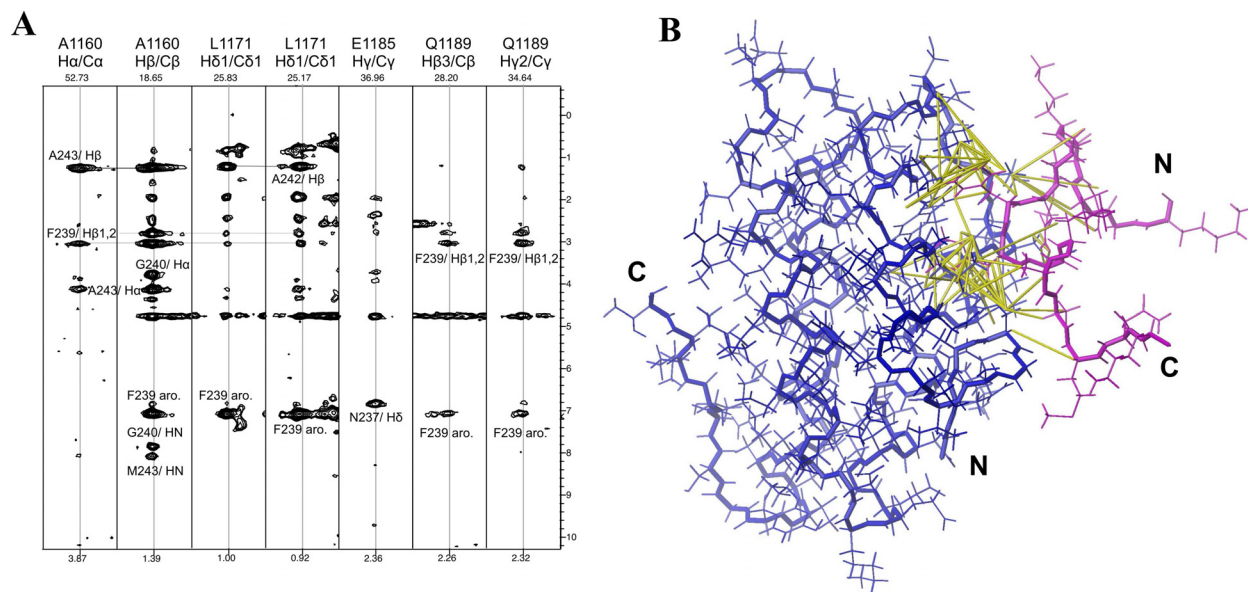 A
A1160 A1160 L1171 L1171 E1185 Q1189 Q1189
Hα/Cα Hβ/Cβ Hδ1/Cδ1 Hδ1/Cδ1 Hγ/Cγ Hβ3/Cβ Hγ2/Cγ
52.73 18.65 25.83 25.17 36.96 28.20 34.64
0
A243/ Hβ
1
A242/ Hβ
2
F239/ Hβ1,2
3
G240/ Hα F239/ Hβ1,2 F239/ Hβ1,2
A243/ Hα
4
5
6
F239 aro. F239 aro.
N237/ Hδ
7
G240/ HN F239 aro. F239 aro. F239 aro.
8
M243/ HN
9
10
3.87 1.39 1.00 0.92 2.36 2.26 2.32
B
N
C
C
N